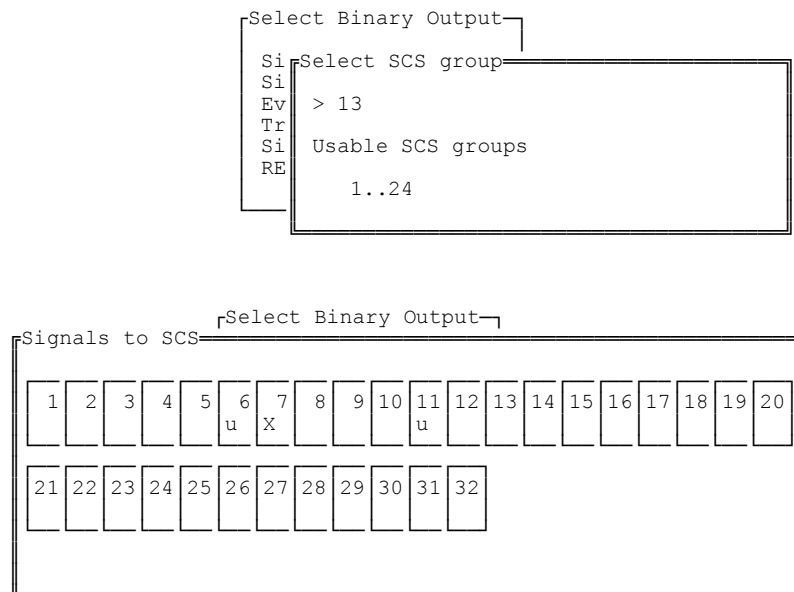 Select Binary Output
Si
Select SCS group
Si
Ev > 13
Tr
Si Usable SCS groups
RE
1..24
Select Binary Output
Signals to SCS
1 2 3 4 5 6 7 8 9 10 11 12 13 14 15 16 17 18 19 20
u X u
21 22 23 24 25 26 27 28 29 30 31 32